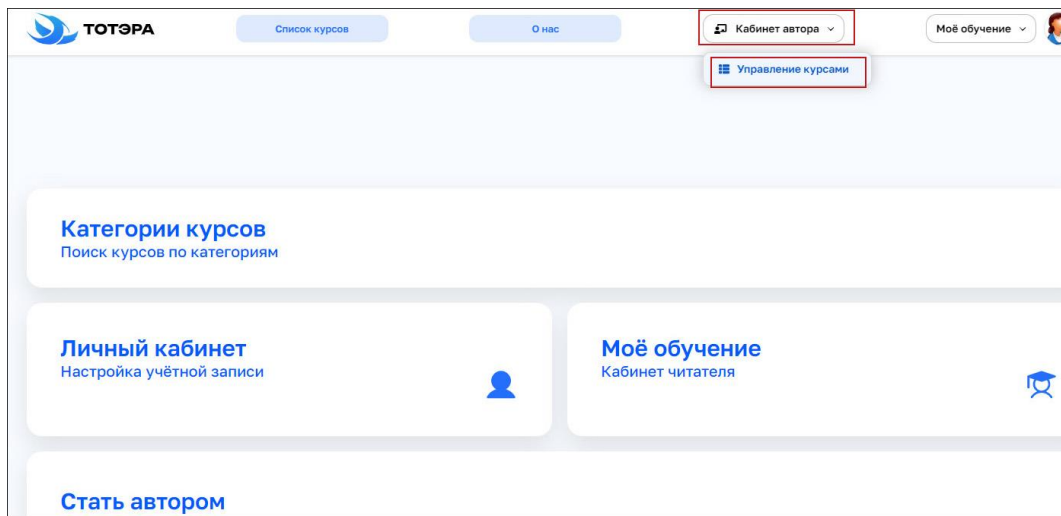 ТОТЭРА
Список курсов
О нас
Кабинет автора
Моё обучение
Управление курсами
Категории курсов
Поиск курсов по категориям
Личный кабинет
Настройка учётной записи
Моё обучение
Кабинет читателя
Стать автором